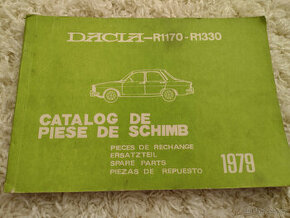 DACIA-R1170-R1330
CATALOG DE
PIESE DE SCHIMB
PIECES DE RECHANGE
ERSATZTEIL
SPARE PARTS
PIEZAS DE REPUESTO
1979